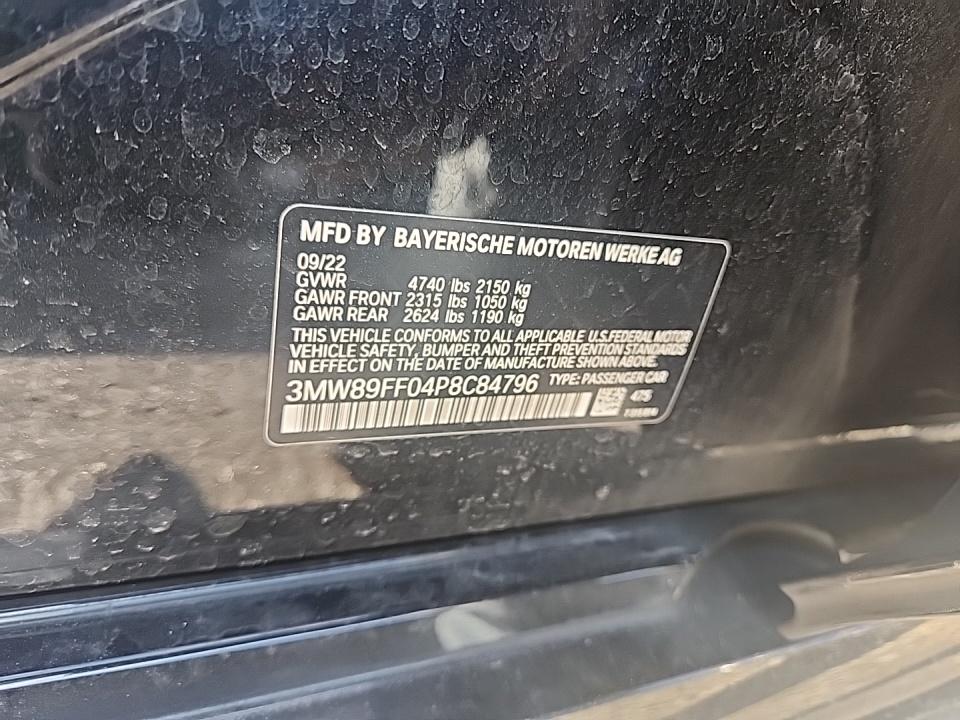 MFD BY BAYERISCHE MOTOREN WERKE AG
09/22
GVWR 4740 lbs 2150 kg
GAWR FRONT 2315 lbs 1050 kg
GAWR REAR 2624 lbs 1190 kg
THIS VEHICLE CONFORMS TO ALL APPLICABLE U.S. FEDERAL MOTOR
VEHICLE SAFETY, BUMPER AND THEFT PREVENTION STANDARDS
IN EFFECT ON THE DATE OF MANUFACTURE SHOWN ABOVE.
3MW89FF04P8C84796 TYPE: PASSENGER CAR
475